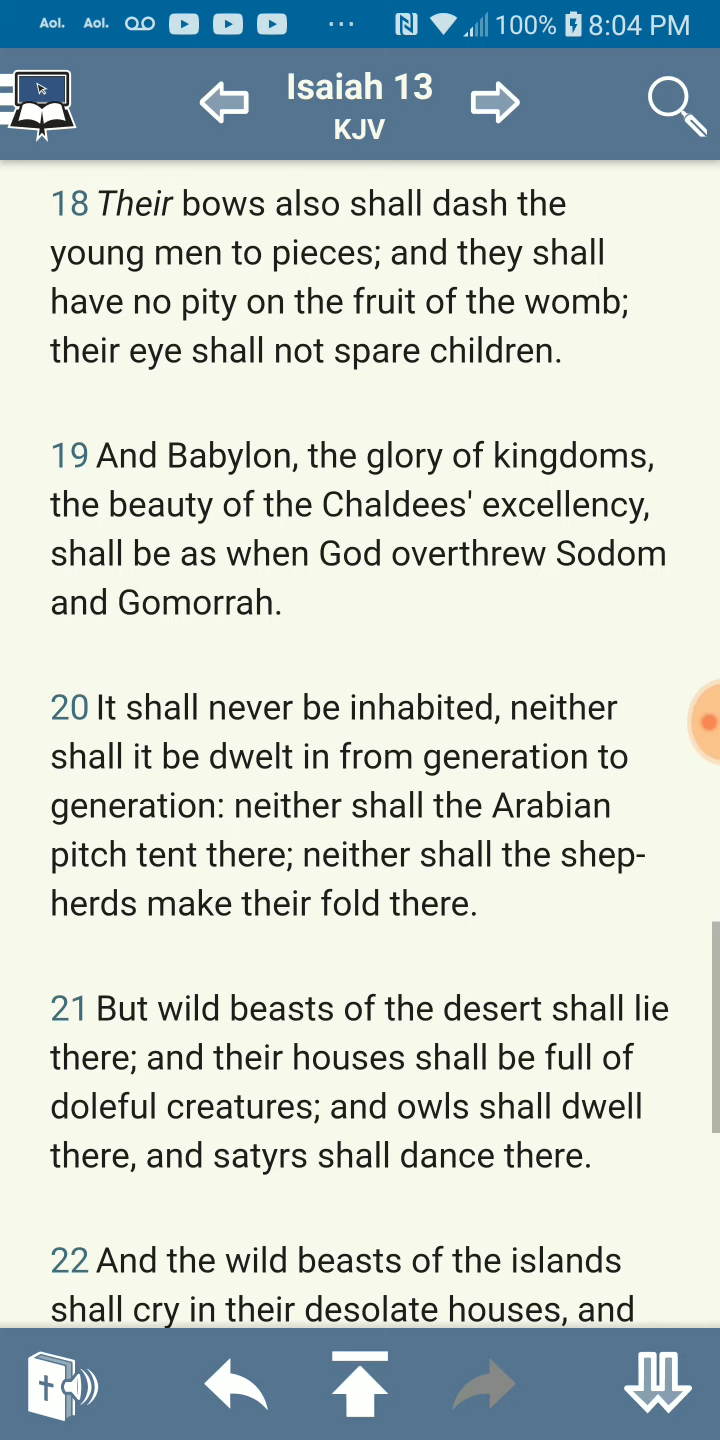 Aol. Aol. ... 100% 8:04 PM
Isaiah 13
KJV
18 Their bows also shall dash the
young men to pieces; and they shall
have no pity on the fruit of the womb;
their eye shall not spare children.
19 And Babylon, the glory of kingdoms,
the beauty of the Chaldees' excellency,
shall be as when God overthrew Sodom
and Gomorrah.
20 It shall never be inhabited, neither
shall it be dwelt in from generation to
generation: neither shall the Arabian
pitch tent there; neither shall the shep-
herds make their fold there.
21 But wild beasts of the desert shall lie
there; and their houses shall be full of
doleful creatures; and owls shall dwell
there, and satyrs shall dance there.
22 And the wild beasts of the islands
shall cry in their desolate houses, and